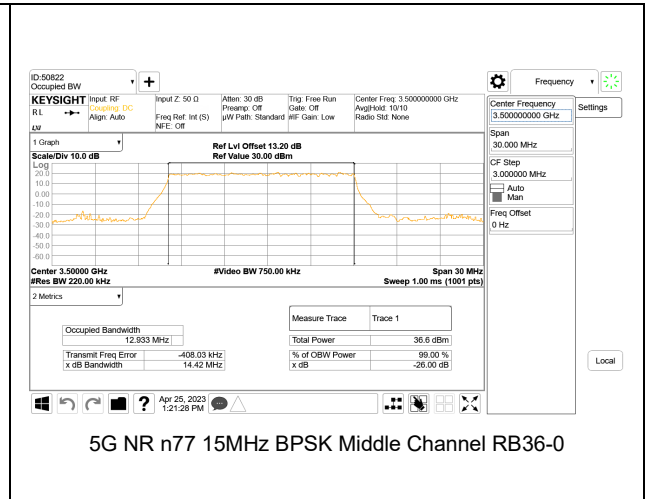 ID:50822
Occupied BW
+
Frequency
KEYSIGHT Input: RF
Coupling: DC
Align: Auto
R L
Input Z: 50 Ω
Freq Ref: Int (S)
NFE: Off
Atten: 30 dB
Preamp: Off
µW Path: Standard
Trig: Free Run
Gate: Off
#IF Gain: Low
Center Freq: 3.500000000 GHz
Avg|Hold: 10/10
Radio Std: None
Center Frequency
3.500000000 GHz
Settings
Span
30.000 MHz
CF Step
3.000000 MHz
Auto
Man
Freq Offset
0 Hz
1 Graph
Scale/Div 10.0 dB
Ref Lvl Offset 13.20 dB
Ref Value 30.00 dBm
Log
20.0
10.0
0.00
-10.0
-20.0
-30.0
-40.0
-50.0
-60.0
Center 3.50000 GHz
#Res BW 220.00 kHz
#Video BW 750.00 kHz
Span 30 MHz
Sweep 1.00 ms (1001 pts)
2 Metrics
Occupied Bandwidth
12.933 MHz
Transmit Freq Error -408.03 kHz
x dB Bandwidth 14.42 MHz
Measure Trace Trace 1
Total Power 36.6 dBm
% of OBW Power 99.00 %
x dB -26.00 dB
Local
?
Apr 25, 2023
1:21:28 PM
5G NR n77 15MHz BPSK Middle Channel RB36-0